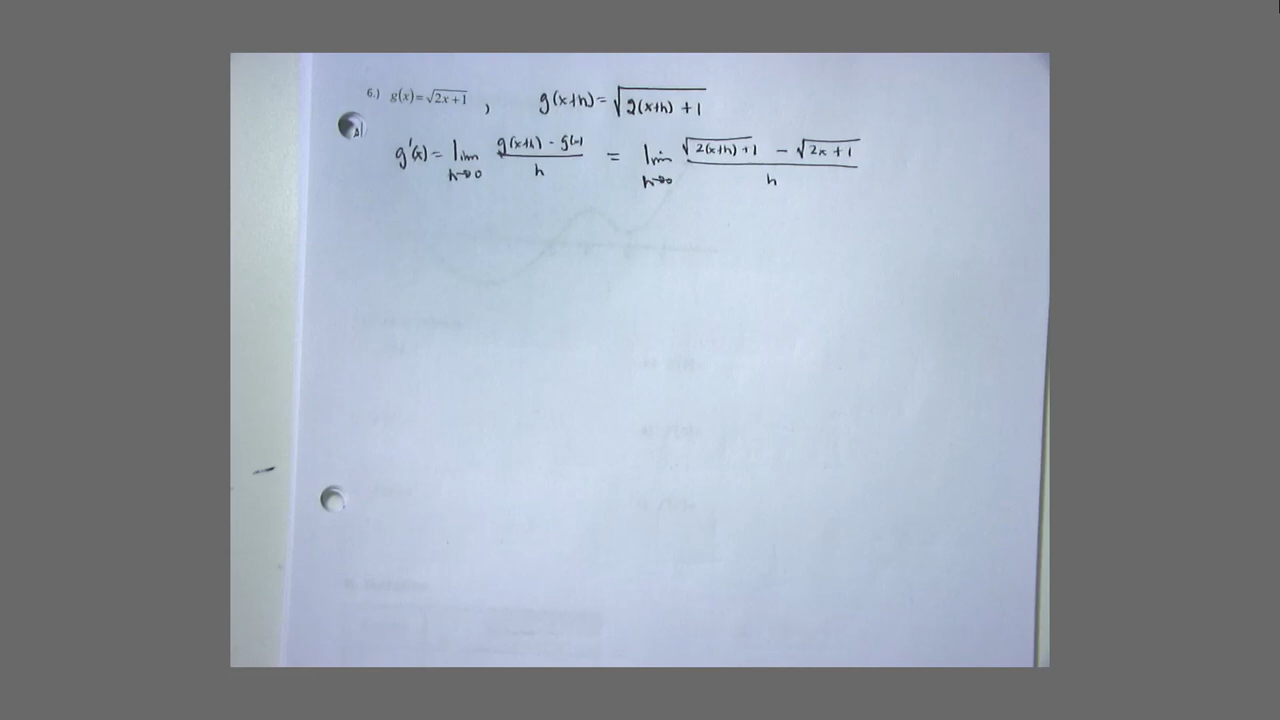 6.) g(x)=√2x+1 , g(x+h)=√2(x+h)+1
a)
g'(x) = lim h→0 g(x+h) - g(x) / h = lim h→0 √2(x+h)+1 - √2x+1 / h